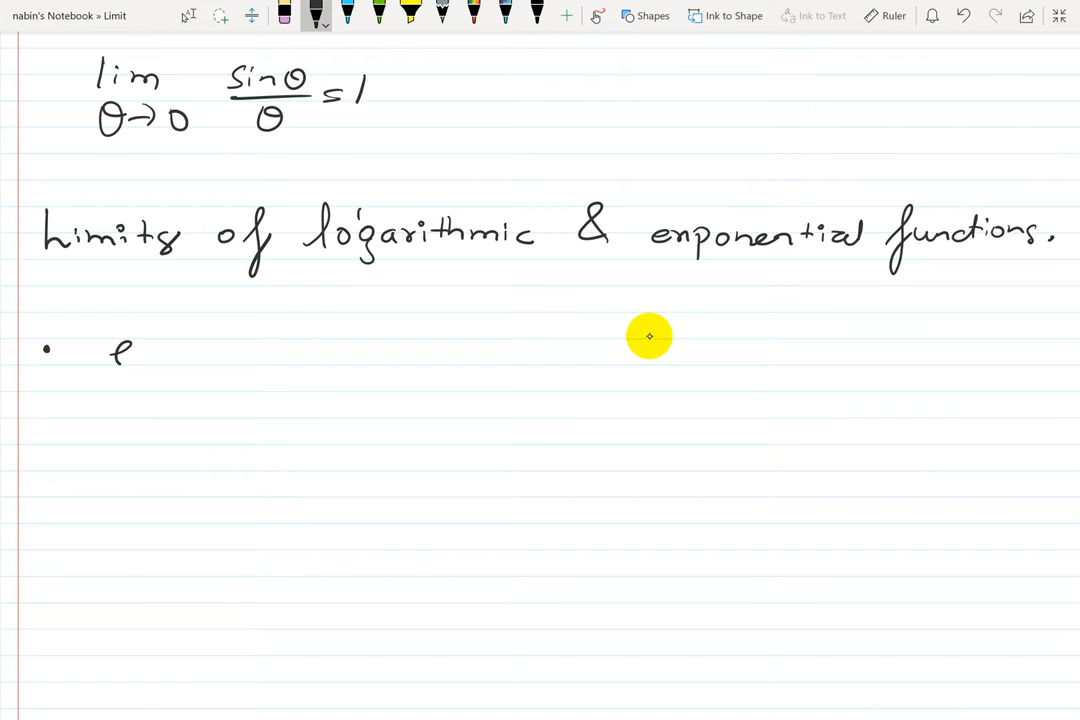 nabin's Notebook » Limit
Shapes
Ink to Shape
Ink to Text
Ruler
lim sinθ
θ→0 θ = 1
Limits of logarithmic & exponential functions.
• e